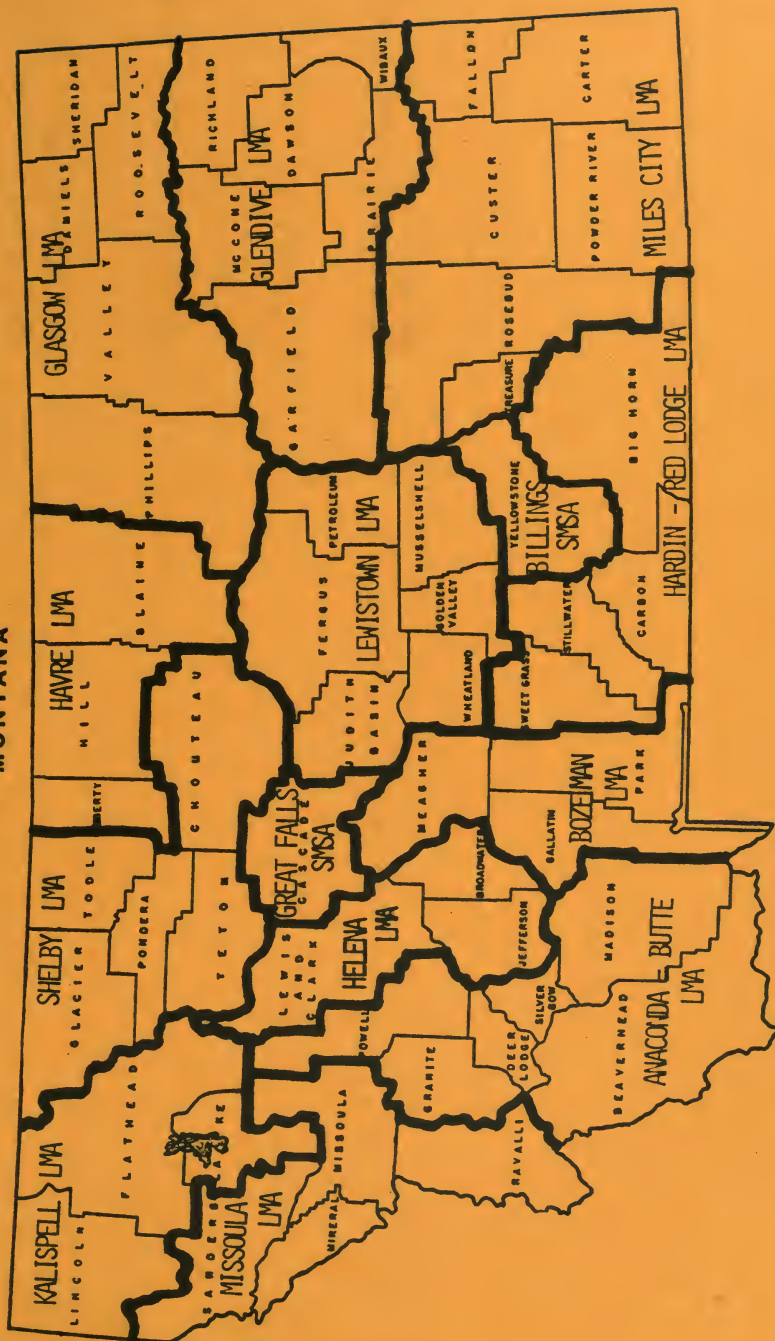 MONTANA
KALISPELL LMA
LINCOLN
FLATHEAD
LAKE
SANDERS
MISSOULA
LMA
MINERAL
MISSOULA
RAVALLI
GRANITE
POWELL
DEER
LODGE
SILVER
BOW
BEAVERHEAD
ANACONDA - BUTTE
LMA
MADISON
JEFFERSON
BROADWATER
LEWIS
AND
CLARK
HELENA
LMA
SHELBY LMA
GLACIER
TOOLE
PONDERA
TETON
GREAT FALLS
CASCADE
SMSA
CHOUTEAU
HAVRE LMA
HILL
BLAINE
MEAGHER
GALLATIN
BOZEMAN
LMA
PARK
JUDITH
BASIN
FERGUS
LEWISTOWN
LMA
PETROLEUM
WHEATLAND
GOLDEN
VALLEY
MUSSELSHELL
SWEET GRASS
STILLWATER
CARBON
YELLOWSTONE
BILLINGS
SMSA
BIG HORN
HARDIN - RED LODGE LMA
GLASGOW LMA
PHILLIPS
VALLEY
DANIELS
SHERIDAN
ROOSEVELT
GARFIELD
MCCONE
GLENDIVE
LMA
RICHLAND
DAWSON
PRAIRIE
WIBAUX
TREASURE
ROSEBUD
CUSTER
FALLON
POWDER RIVER
CARTER
MILES CITY LMA